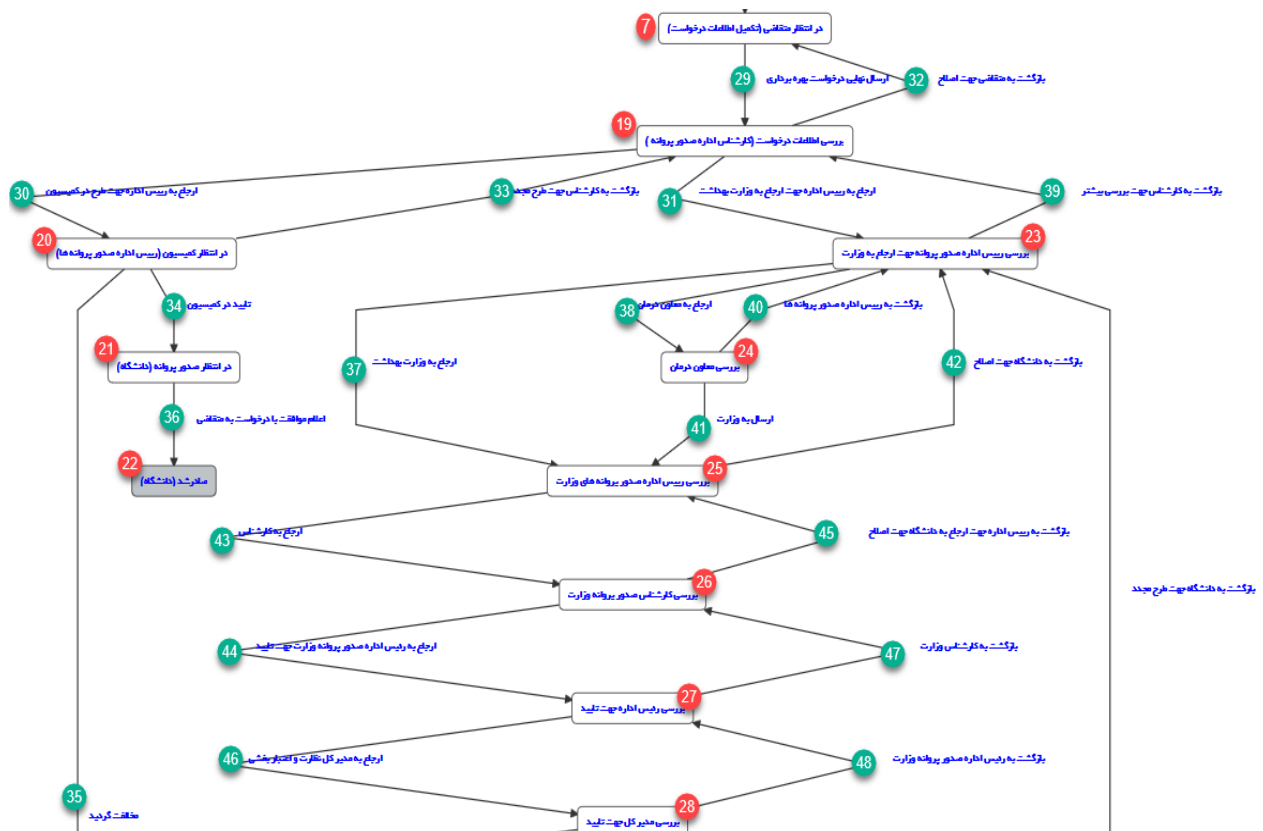 7 در انتظار متقاضی (تکمیل اطلاعات درخواست)
29 ارسال نهایی درخواست بهره برداری
32 بازگشت به متقاضی جهت اصلاح
19 بررسی اطلاعات درخواست (کارشناس اداره صدور پروانه )
30 ارجاع به رییس اداره جهت طرح در کمیسیون
33 بازگشت به کارشناس جهت طرح مجدد
31 ارجاع به رییس اداره جهت ارجاع به وزارت بهداشت
39 بازگشت به کارشناس جهت بررسی بیشتر
20 در انتظار کمیسیون (رییس اداره صدور پروانه ها)
23 بررسی رییس اداره صدور پروانه جهت ارجاع به وزارت
34 تایید در کمیسیون
38 ارجاع به معاون درمان
40 بازگشت به رییس اداره صدور پروانه ها
21 در انتظار صدور پروانه (دانشگاه)
37 ارجاع به وزارت بهداشت
24 بررسی معاون درمان
42 بازگشت به دانشگاه جهت اصلاح
36 اعلام موافقت با درخواست به متقاضی
41 ارسال به وزارت
22 صادر شد (دانشگاه)
25 بررسی رییس اداره صدور پروانه های وزارت
43 ارجاع به کارشناس
45 بازگشت به رییس اداره جهت ارجاع به دانشگاه جهت اصلاح
26 بررسی کارشناس صدور پروانه وزارت
بازگشت به دانشگاه جهت طرح مجدد
44 ارجاع به رئیس اداره صدور پروانه وزارت جهت تایید
47 بازگشت به کارشناس وزارت
27 بررسی رئیس اداره جهت تایید
46 ارجاع به مدیر کل نظارت و اعتبار بخشی
48 بازگشت به رئیس اداره صدور پروانه وزارت
35 مخالفت گردید
28 بررسی مدیر کل جهت تایید